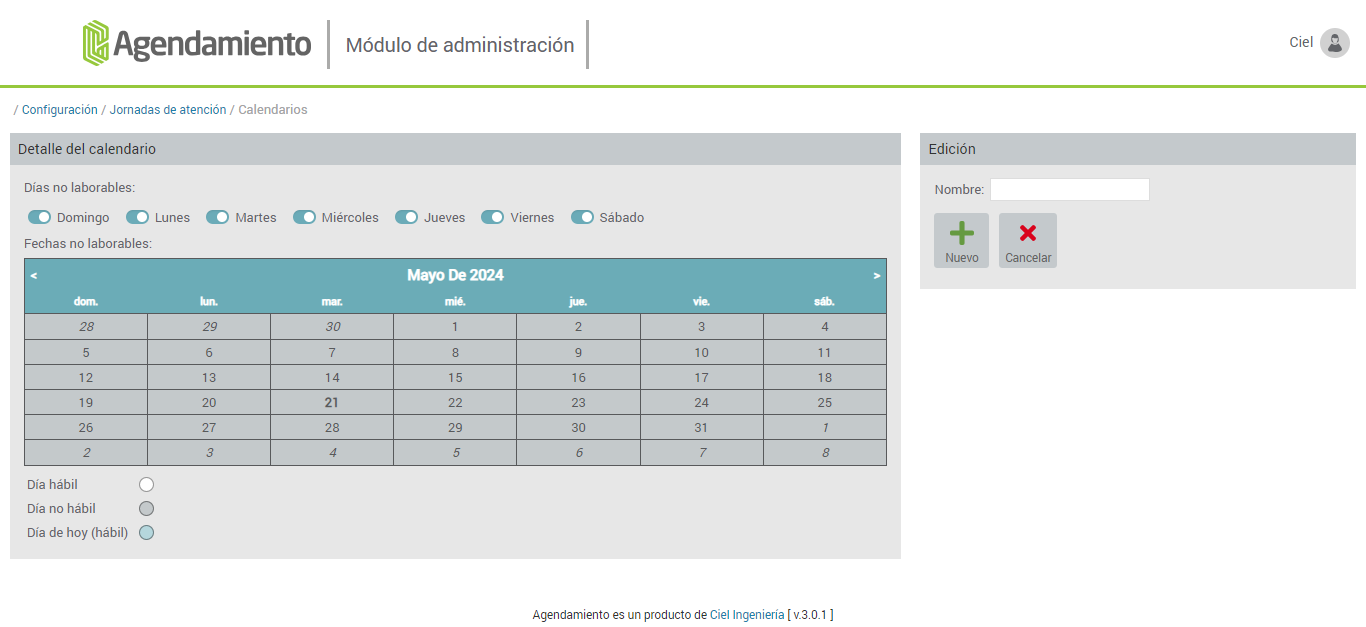 Agendamiento
Módulo de administración
Ciel
/ Configuración / Jornadas de atención / Calendarios
Detalle del calendario
Días no laborables:
Domingo Lunes Martes Miércoles Jueves Viernes Sábado
Fechas no laborables:
< Mayo De 2024 >
dom. lun. mar. mié. jue. vie. sáb.
28 29 30 1 2 3 4
5 6 7 8 9 10 11
12 13 14 15 16 17 18
19 20 21 22 23 24 25
26 27 28 29 30 31 1
2 3 4 5 6 7 8
Día hábil
Día no hábil
Día de hoy (hábil)
Edición
Nombre:
Nuevo Cancelar
Agendamiento es un producto de Ciel Ingeniería [ v.3.0.1 ]